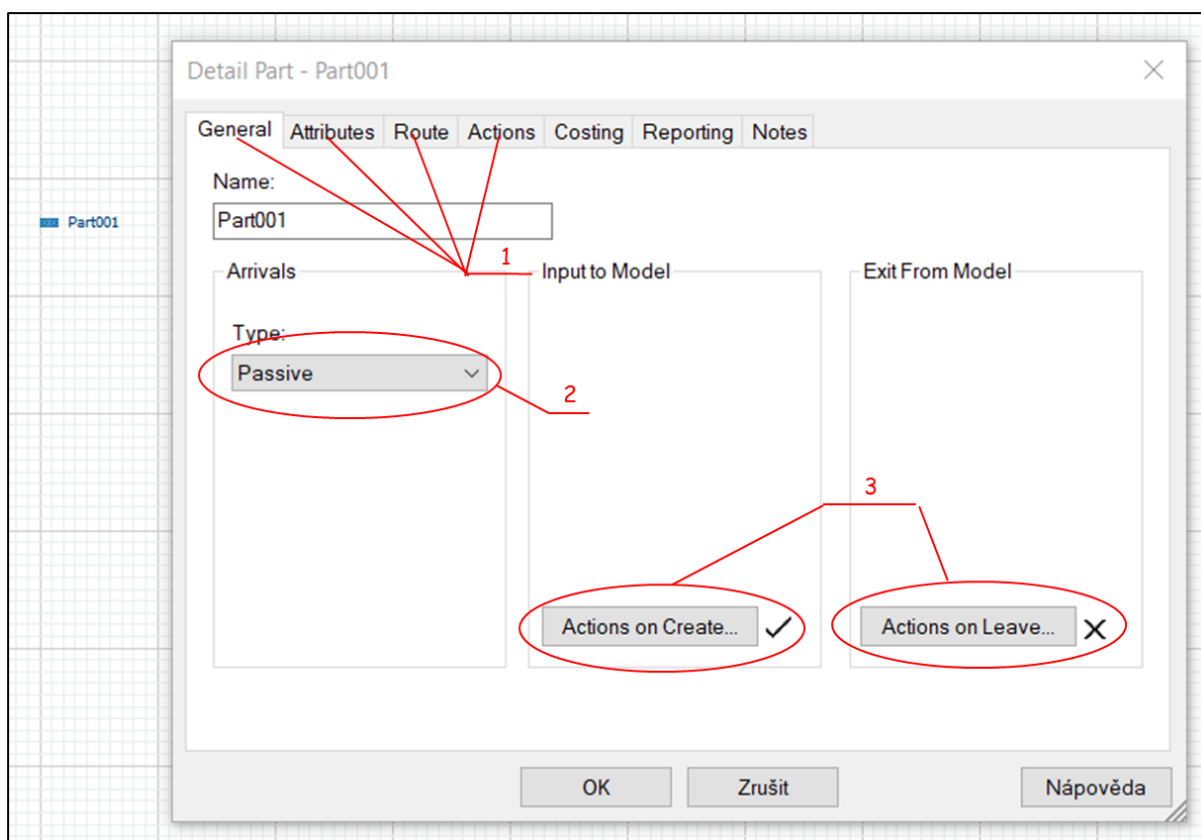 Detail Part - Part001
General Attributes Route Actions Costing Reporting Notes
Name:
Part001
Part001
Arrivals
1
Input to Model
Exit From Model
Type:
Passive
2
3
Actions on Create...
Actions on Leave...
OK
Zrušit
Nápověda